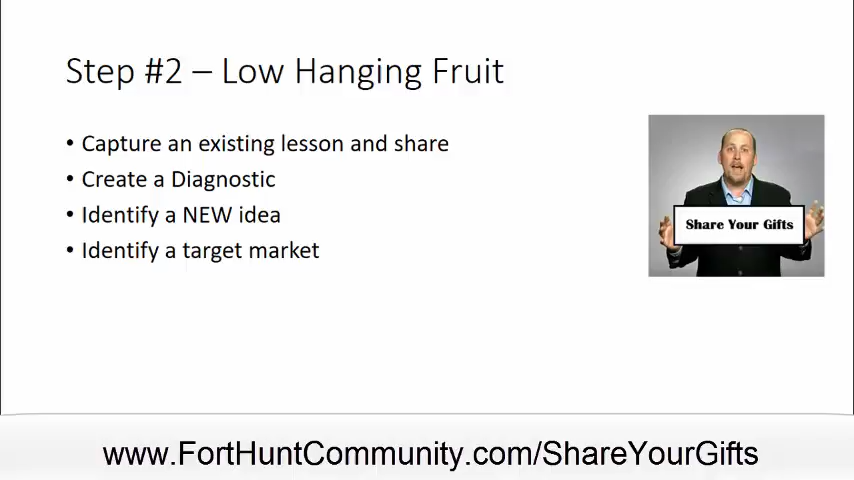 Step #2 – Low Hanging Fruit
• Capture an existing lesson and share
• Create a Diagnostic
• Identify a NEW idea
• Identify a target market
Share Your Gifts
www.FortHuntCommunity.com/ShareYourGifts